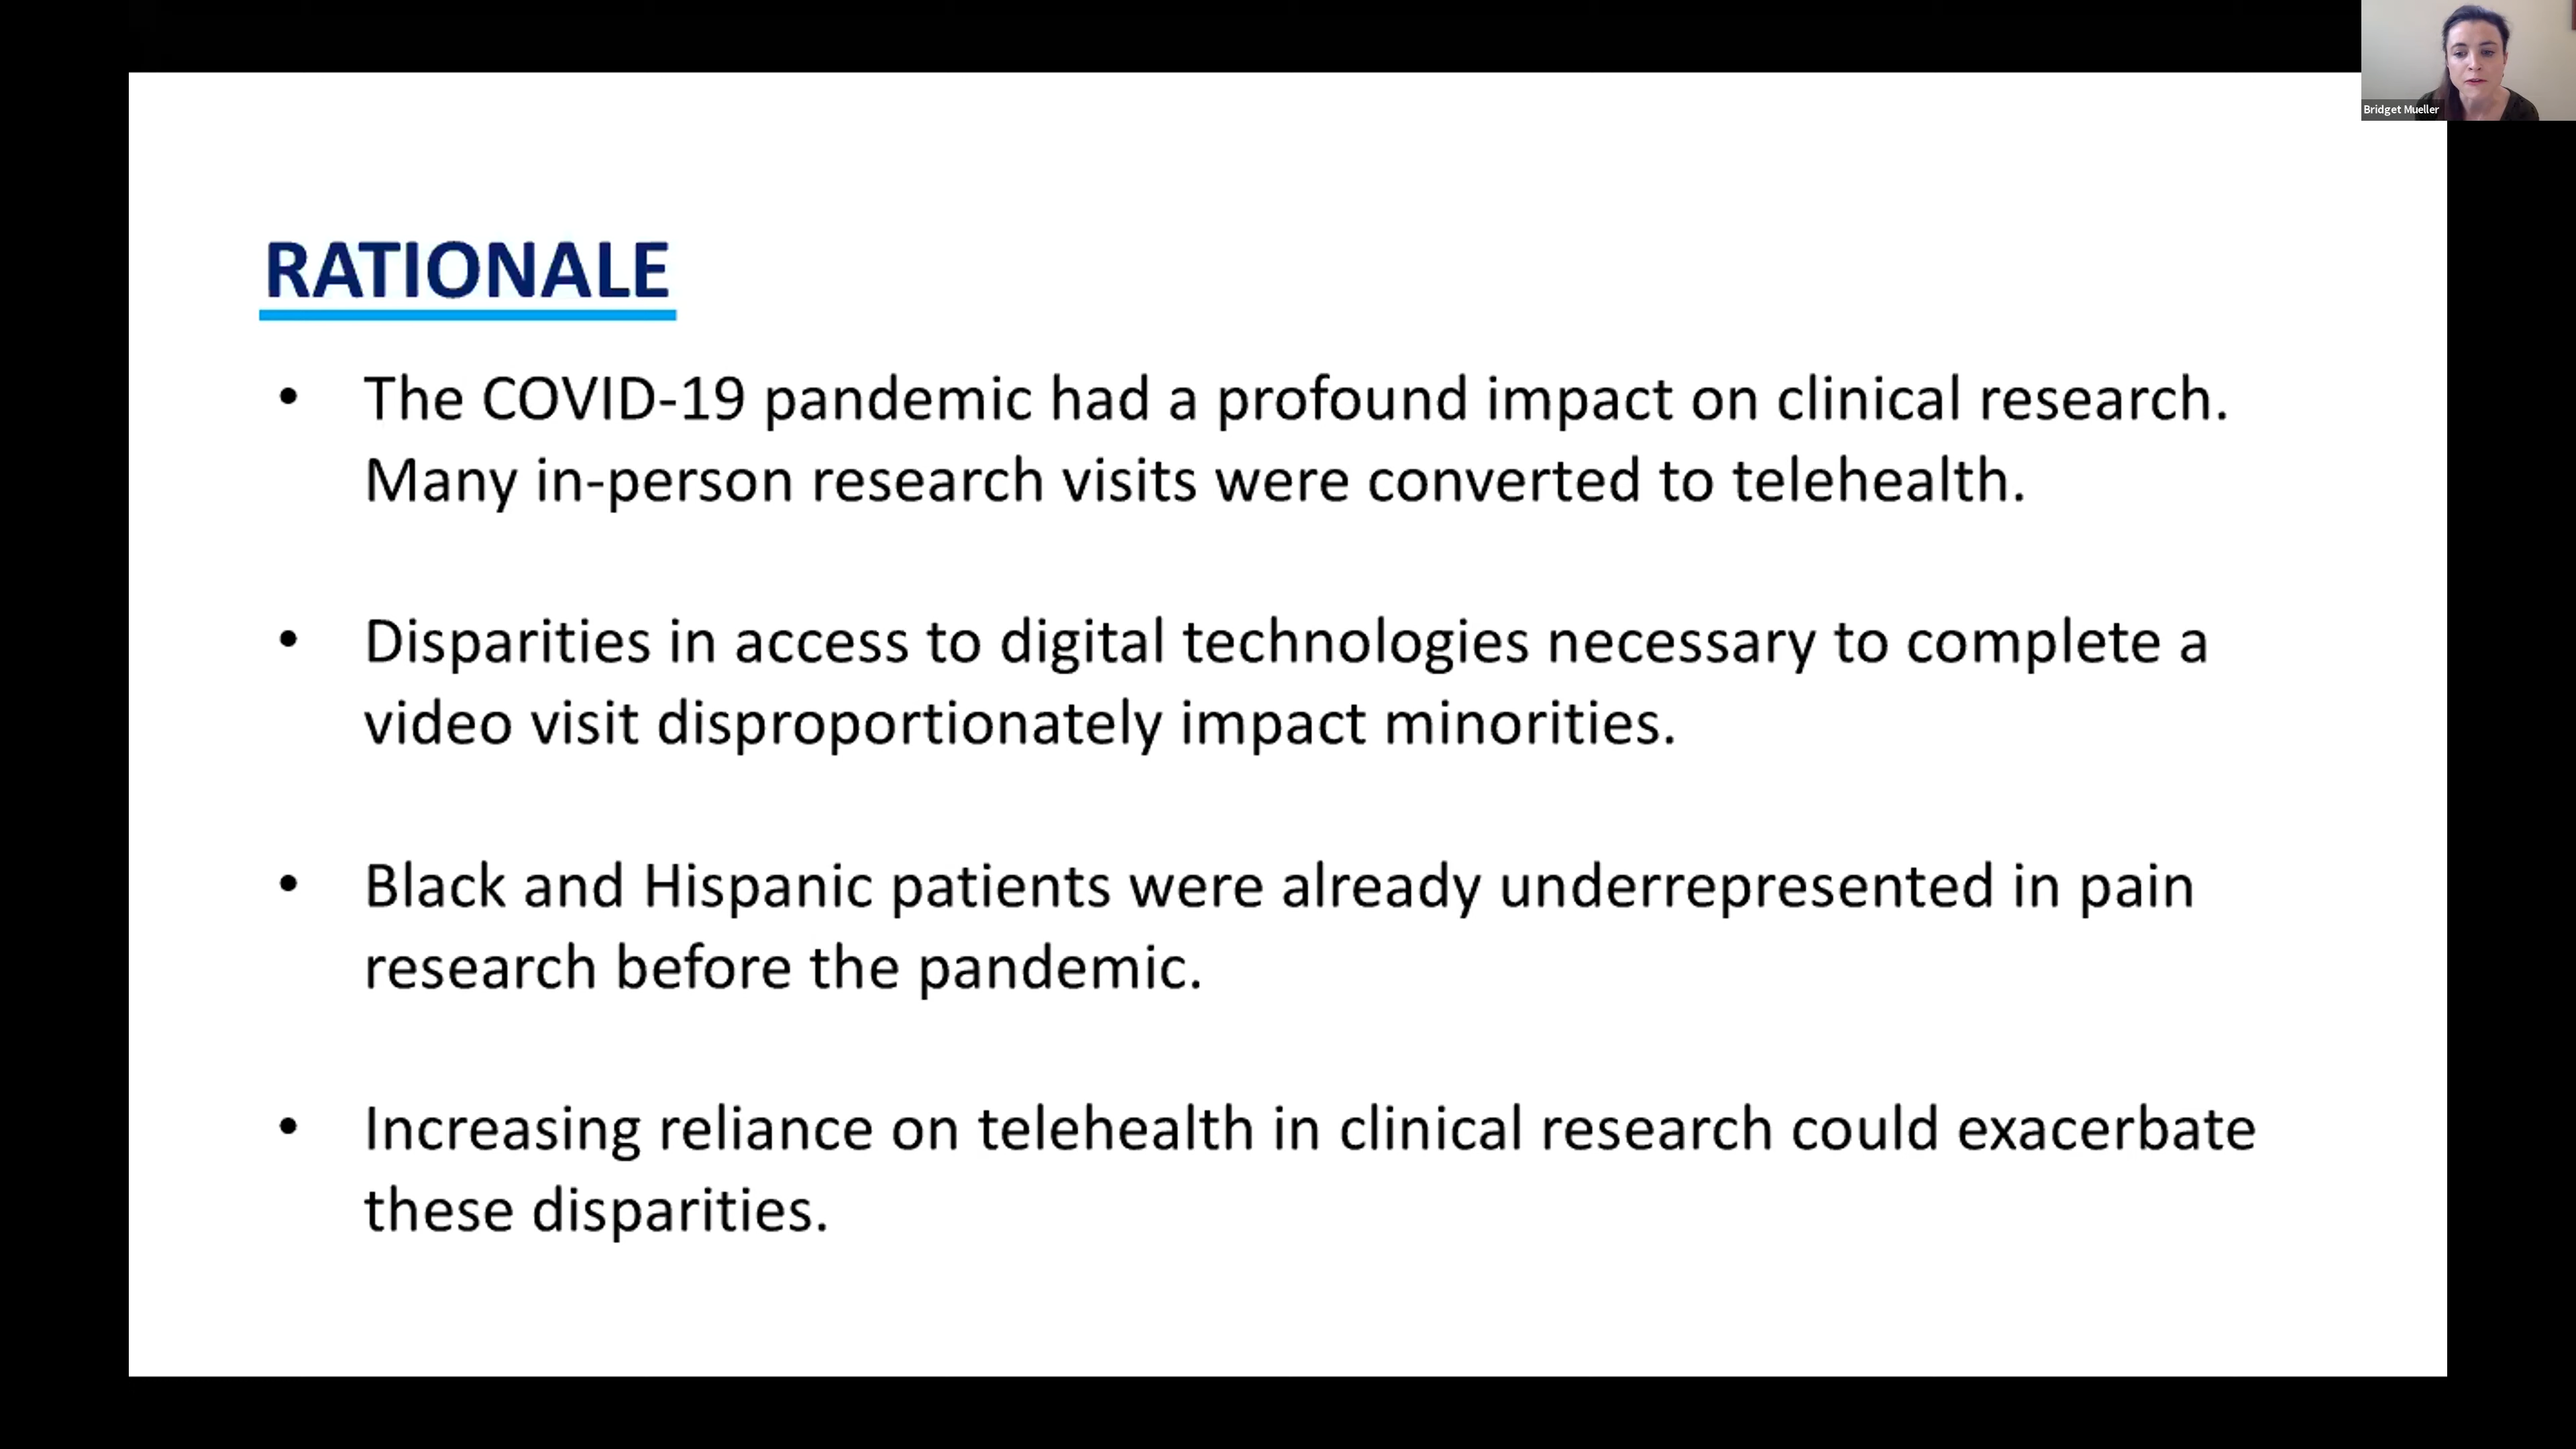 Bridget Mueller
RATIONALE
• The COVID-19 pandemic had a profound impact on clinical research.
Many in-person research visits were converted to telehealth.
• Disparities in access to digital technologies necessary to complete a
video visit disproportionately impact minorities.
• Black and Hispanic patients were already underrepresented in pain
research before the pandemic.
• Increasing reliance on telehealth in clinical research could exacerbate
these disparities.